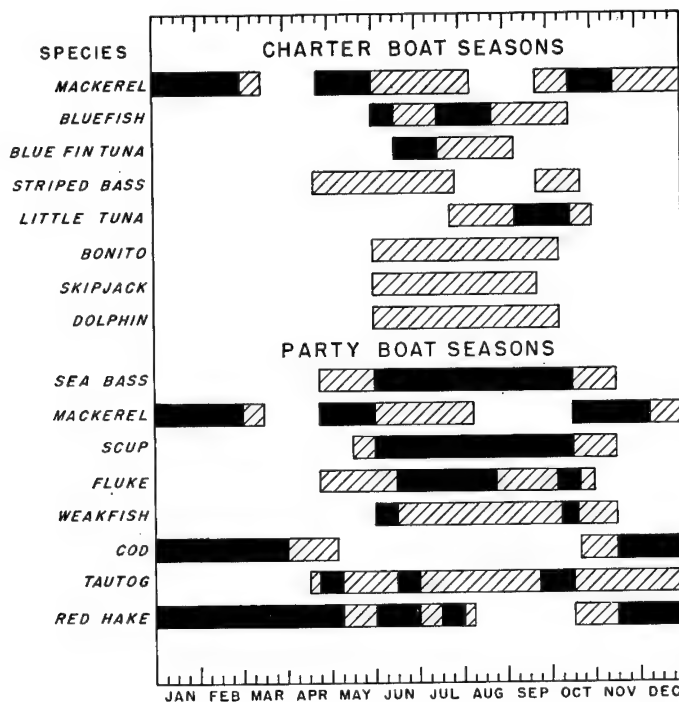 SPECIES CHARTER BOAT SEASONS
MACKEREL
BLUEFISH
BLUE FIN TUNA
STRIPED BASS
LITTLE TUNA
BONITO
SKIPJACK
DOLPHIN
PARTY BOAT SEASONS
SEA BASS
MACKEREL
SCUP
FLUKE
WEAKFISH
COD
TAUTOG
RED HAKE
JAN FEB MAR APR MAY JUN JUL AUG SEP OCT NOV DEC